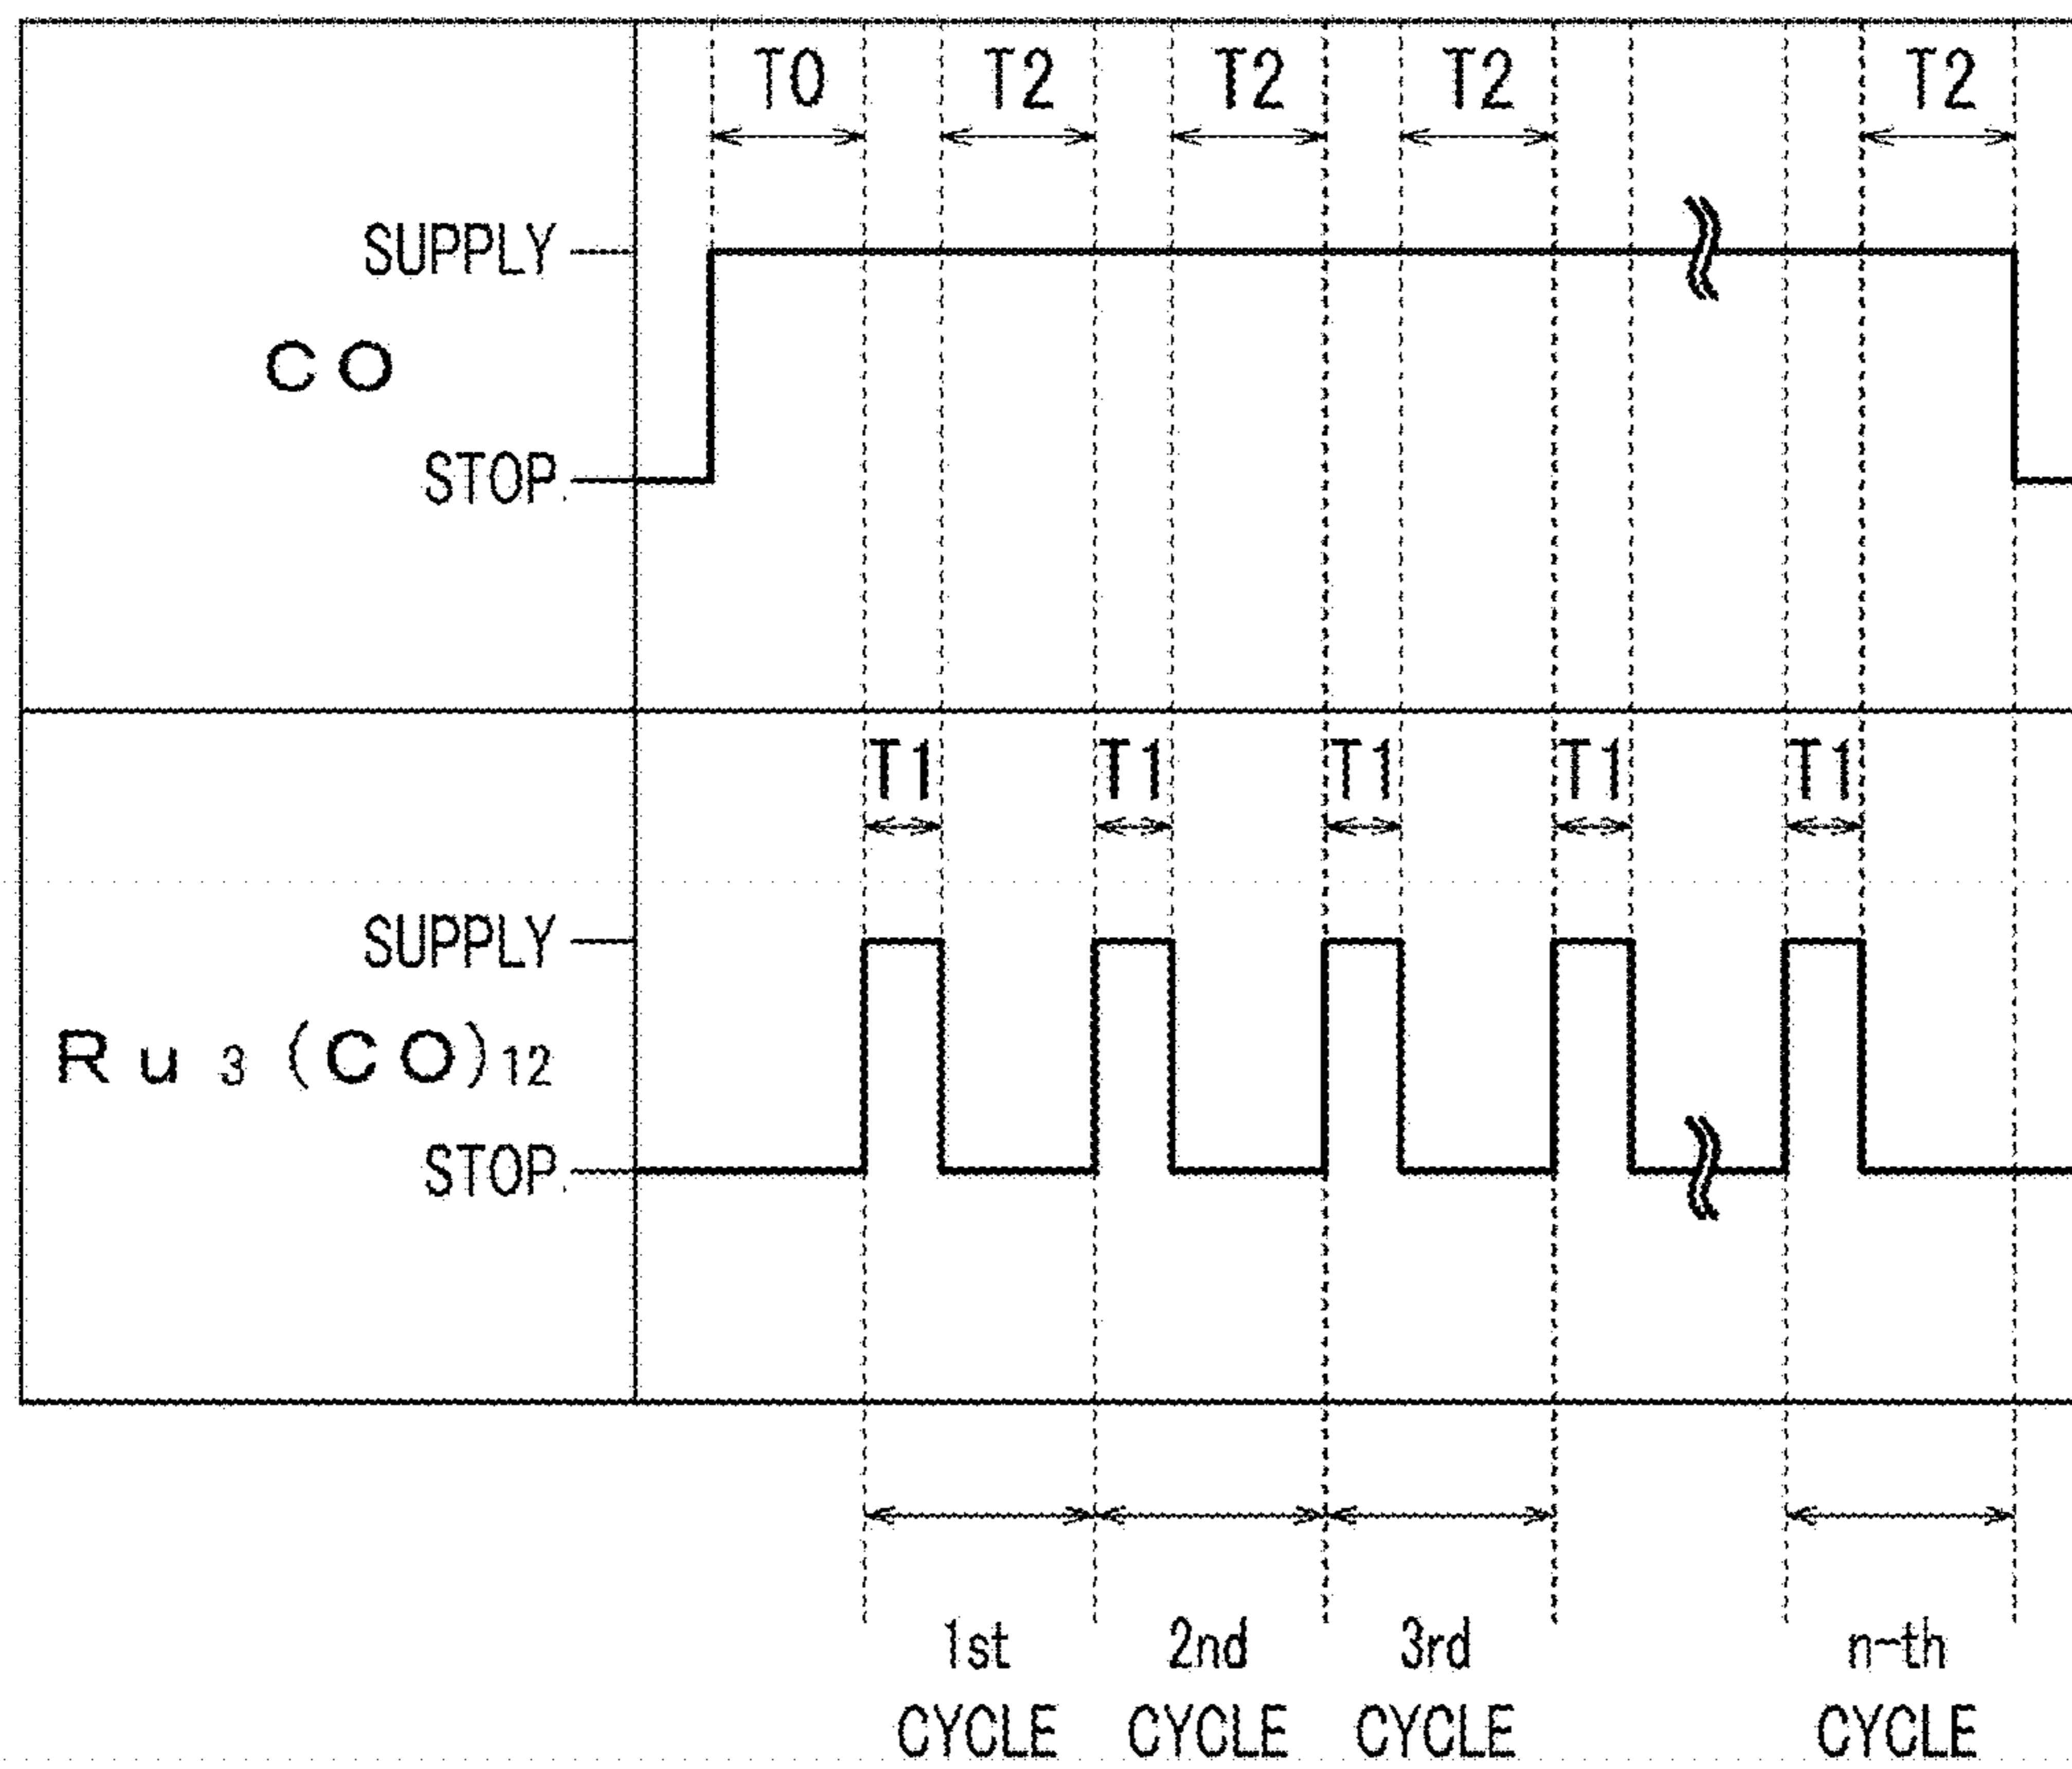 T0 T2 T2 T2 T2
SUPPLY
CO
STOP
T1 T1 T1 T1 T1
SUPPLY
Ru3(CO)12
STOP
1st CYCLE
2nd CYCLE
3rd CYCLE
n-th CYCLE